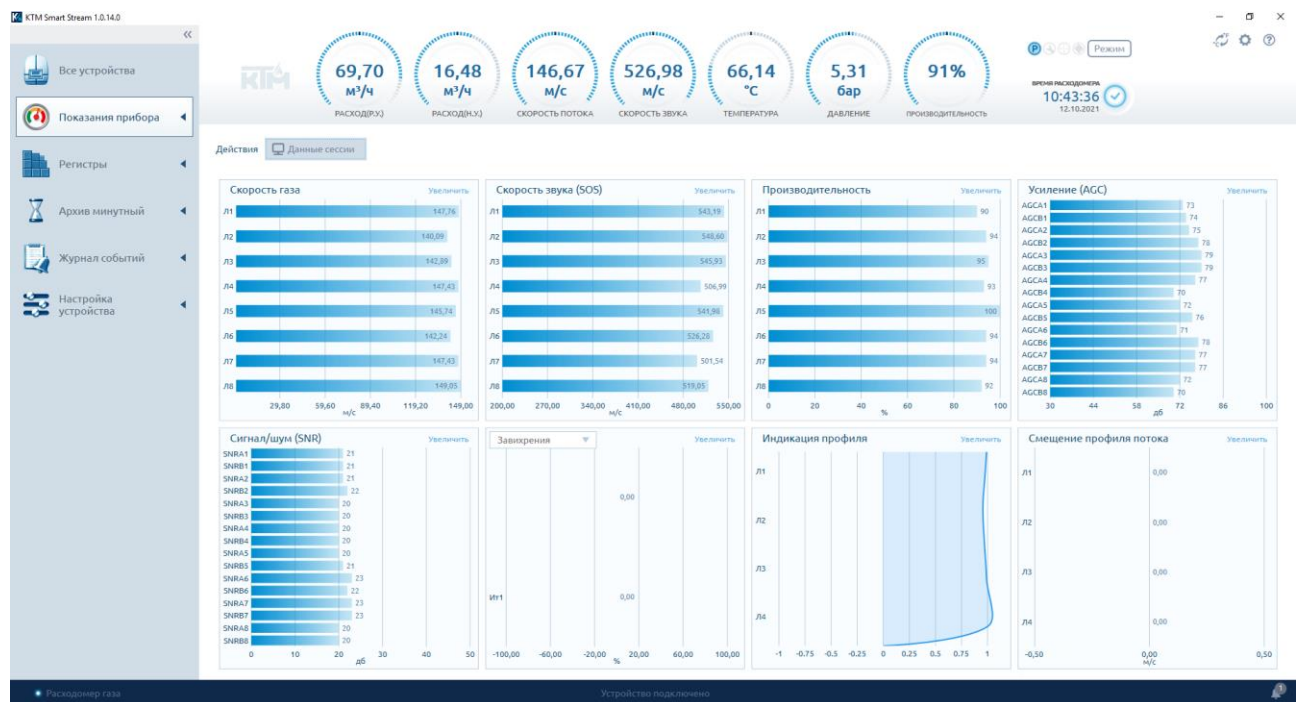 KTM Smart Stream 1.0.14.0
Все устройства
Показания прибора
Регистры
Архив минутный
Журнал событий
Настройка
устройства
КТМ
69,70
м³/ч
РАСХОД(Р.У.)
16,48
м³/ч
РАСХОД(Н.У.)
146,67
м/с
СКОРОСТЬ ПОТОКА
526,98
м/с
СКОРОСТЬ ЗВУКА
66,14
°C
ТЕМПЕРАТУРА
5,31
бар
ДАВЛЕНИЕ
91%
ПРОИЗВОДИТЕЛЬНОСТЬ
P
Режим
ВРЕМЯ РАСХОДОМЕРА
10:43:36
12.10.2021
Действия Данные сессии
Скорость газа Увеличить
Л1 147,76
Л2 140,09
Л3 142,89
Л4 147,43
Л5 145,74
Л6 142,24
Л7 147,43
Л8 149,05
29,80 59,60 89,40 119,20 149,00
м/с
Скорость звука (SOS) Увеличить
Л1 543,19
Л2 548,60
Л3 545,93
Л4 506,99
Л5 541,98
Л6 526,28
Л7 501,54
Л8 519,05
200,00 270,00 340,00 410,00 480,00 550,00
м/с
Производительность Увеличить
Л1 90
Л2 94
Л3 95
Л4 93
Л5 100
Л6 94
Л7 94
Л8 92
0 20 40 60 80 100
%
Усиление (AGC) Увеличить
AGCA1 73
AGCB1 74
AGCA2 75
AGCB2 78
AGCA3 79
AGCB3 79
AGCA4 77
AGCB4 70
AGCA5 72
AGCB5 76
AGCA6 71
AGCB6 78
AGCA7 77
AGCB7 77
AGCA8 72
AGCB8 70
30 44 58 72 86 100
дб
Сигнал/шум (SNR) Увеличить
SNRA1 21
SNRB1 21
SNRA2 21
SNRB2 22
SNRA3 20
SNRB3 20
SNRA4 20
SNRB4 20
SNRA5 20
SNRB5 21
SNRA6 23
SNRB6 22
SNRA7 23
SNRB7 23
SNRA8 20
SNRB8 20
0 10 20 30 40 50
дб
Завихрения Увеличить
0,00
Ит1 0,00
-100,00 -60,00 -20,00 20,00 60,00 100,00
%
Индикация профиля Увеличить
Л1
Л2
Л3
Л4
-1 -0.75 -0.5 -0.25 0 0.25 0.5 0.75 1
Смещение профиля потока Увеличить
Л1 0,00
Л2 0,00
Л3 0,00
Л4 0,00
-0,50 0,00 0,50
м/с
Расходомер газа Устройство подключено 1